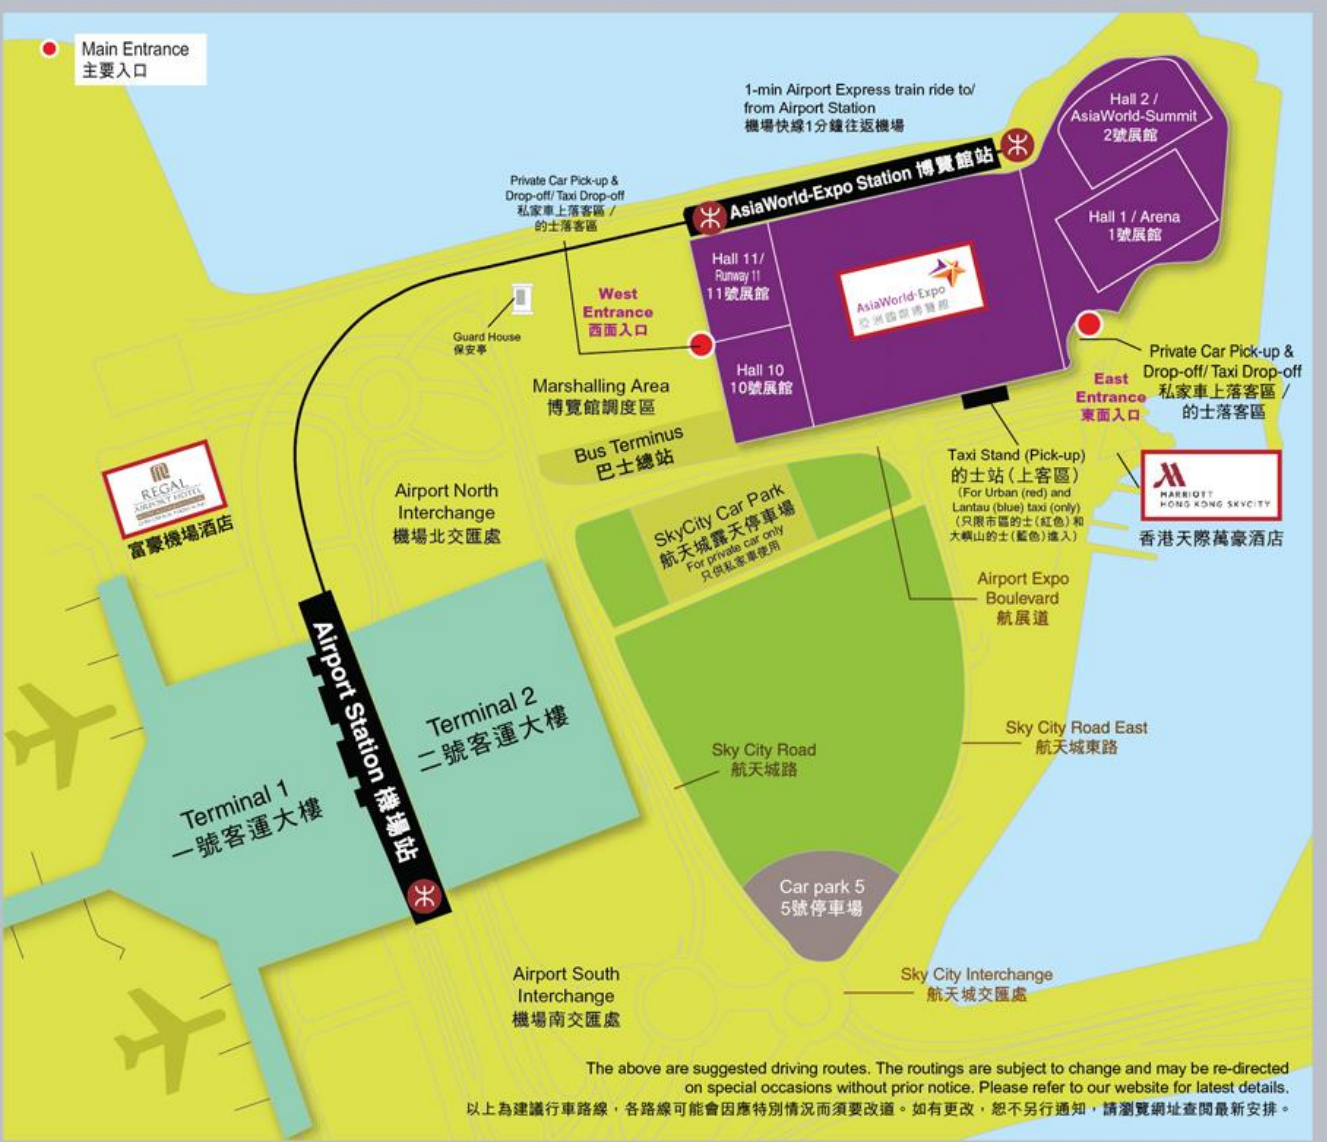 Main Entrance
主要入口
1-min Airport Express train ride to/
from Airport Station
機場快線1分鐘往返機場
Hall 2 /
AsiaWorld-Summit
2號展館
AsiaWorld-Expo Station 博覽館站
Private Car Pick-up &
Drop-off/ Taxi Drop-off
私家車上落客區 /
的士落客區
Hall 1 / Arena
1號展館
Hall 11/
Runway 11
11號展館
AsiaWorld-Expo
亞洲國際博覽館
West
Entrance
西面入口
Guard House
保安亭
Hall 10
10號展館
Private Car Pick-up &
Drop-off/ Taxi Drop-off
私家車上落客區 /
的士落客區
East
Entrance
東面入口
Marshalling Area
博覽館調度區
Bus Terminus
巴士總站
Taxi Stand (Pick-up)
的士站(上客區)
(For Urban (red) and
Lantau (blue) taxi (only)
(只限市區的士(紅色)和
大嶼山的士(藍色)進入)
MARRIOTT
HONG KONG SKYCITY
香港天際萬豪酒店
REGAL
AIRPORT HOTEL
富豪機場酒店
Airport North
Interchange
機場北交匯處
SkyCity Car Park
航天城露天停車場
For private car only
只供私家車使用
Airport Expo
Boulevard
航展道
Airport Station 機場站
Terminal 2
二號客運大樓
Terminal 1
一號客運大樓
Sky City Road
航天城路
Sky City Road East
航天城東路
Car park 5
5號停車場
Airport South
Interchange
機場南交匯處
Sky City Interchange
航天城交匯處
The above are suggested driving routes. The routings are subject to change and may be re-directed
on special occasions without prior notice. Please refer to our website for latest details.
以上為建議行車路線，各路線可能會因應特別情況而須要改道。如有更改，恕不另行通知，請瀏覽網址查閱最新安排。